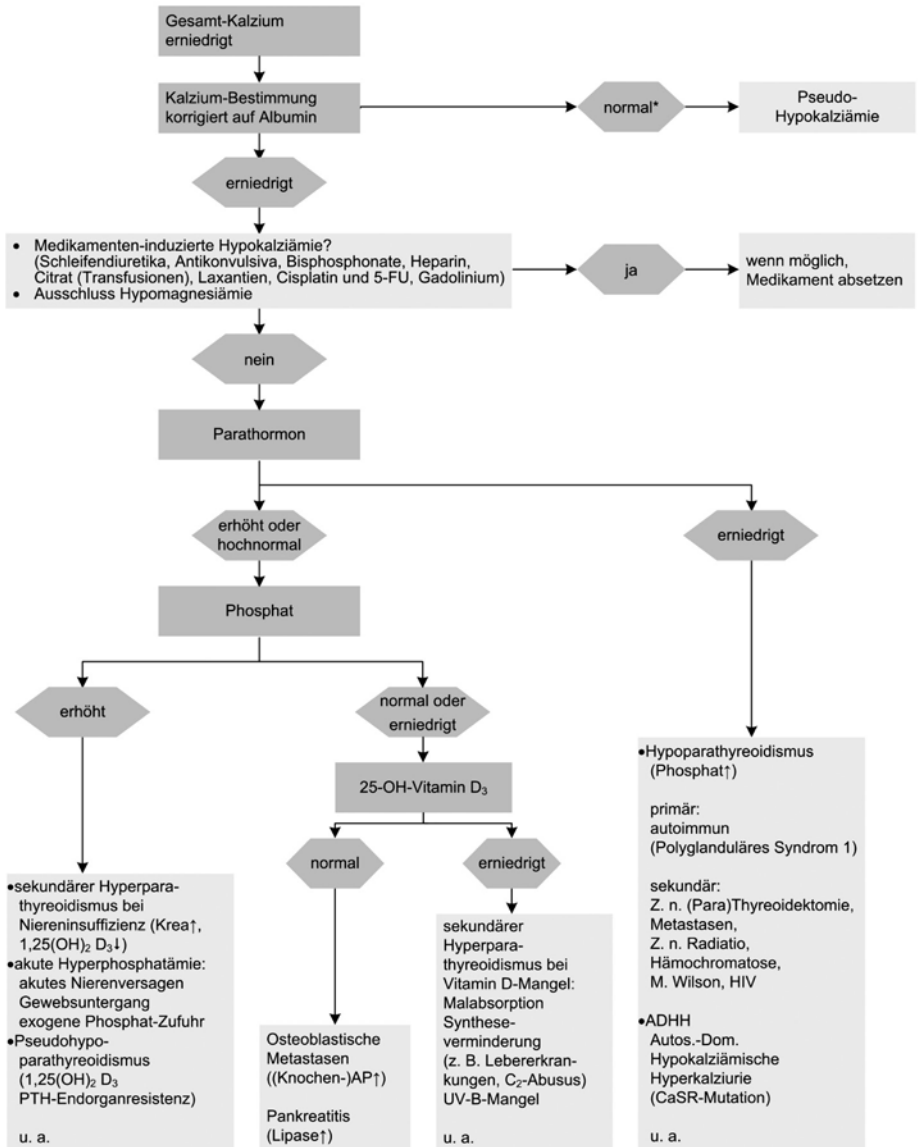 Gesamt-Kalzium
erniedrigt
Kalzium-Bestimmung
korrigiert auf Albumin
normal*
Pseudo-
Hypokalziämie
erniedrigt
• Medikamenten-induzierte Hypokalziämie?
(Schleifendiuretika, Antikonvulsiva, Bisphosphonate, Heparin,
Citrat (Transfusionen), Laxantien, Cisplatin und 5-FU, Gadolinium)
• Ausschluss Hypomagnesiämie
ja
wenn möglich,
Medikament absetzen
nein
Parathormon
erhöht oder
hochnormal
erniedrigt
Phosphat
erhöht
normal oder
erniedrigt
25-OH-Vitamin D₃
normal
erniedrigt
•sekundärer Hyperpara-
thyreoidismus bei
Niereninsuffizienz (Krea↑,
1,25(OH)₂ D₃↓)
•akute Hyperphosphatämie:
akutes Nierenversagen
Gewebsuntergang
exogene Phosphat-Zufuhr
•Pseudohypo-
parathyreoidismus
(1,25(OH)₂ D₃
PTH-Endorganresistenz)
u. a.
Osteoblastische
Metastasen
((Knochen-)AP↑)
Pankreatitis
(Lipase↑)
sekundärer
Hyperpara-
thyreoidismus bei
Vitamin D-Mangel:
Malabsorption
Synthese-
verminderung
(z. B. Lebererkran-
kungen, C₂-Abusus)
UV-B-Mangel
u. a.
•Hypoparathyreoidismus
(Phosphat↑)
primär:
autoimmun
(Polyglanduläres Syndrom 1)
sekundär:
Z. n. (Para)Thyreoidektomie,
Metastasen,
Z. n. Radiatio,
Hämochromatose,
M. Wilson, HIV
•ADHH
Autos.-Dom.
Hypokalziämische
Hyperkalziurie
(CaSR-Mutation)
u. a.